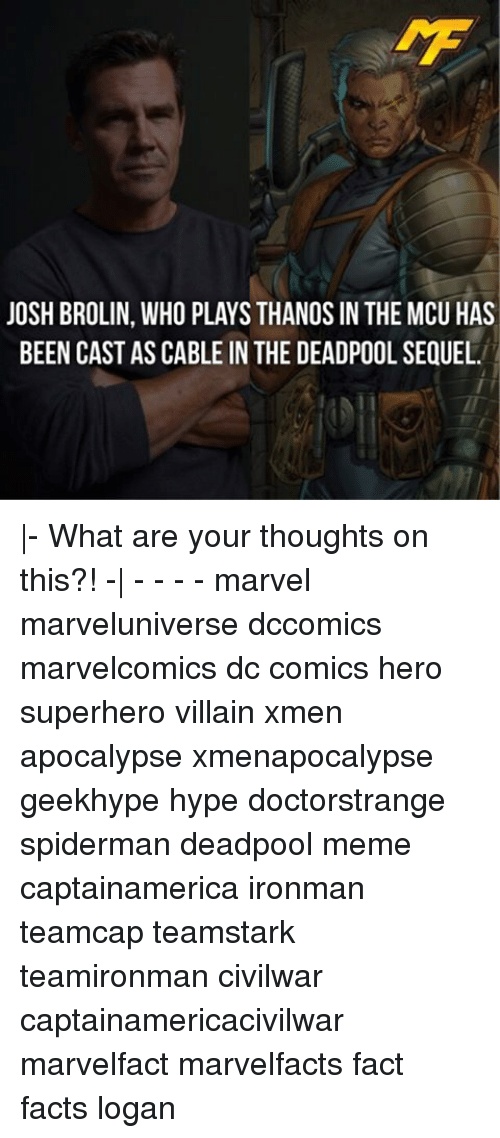 MF
JOSH BROLIN, WHO PLAYS THANOS IN THE MCU HAS
BEEN CAST AS CABLE IN THE DEADPOOL SEQUEL.
|- What are your thoughts on
this?! -| - - - - marvel
marveluniverse dccomics
marvelcomics dc comics hero
superhero villain xmen
apocalypse xmenapocalypse
geekhype hype doctorstrange
spiderman deadpool meme
captainamerica ironman
teamcap teamstark
teamironman civilwar
captainamericacivilwar
marvelfact marvelfacts fact
facts logan